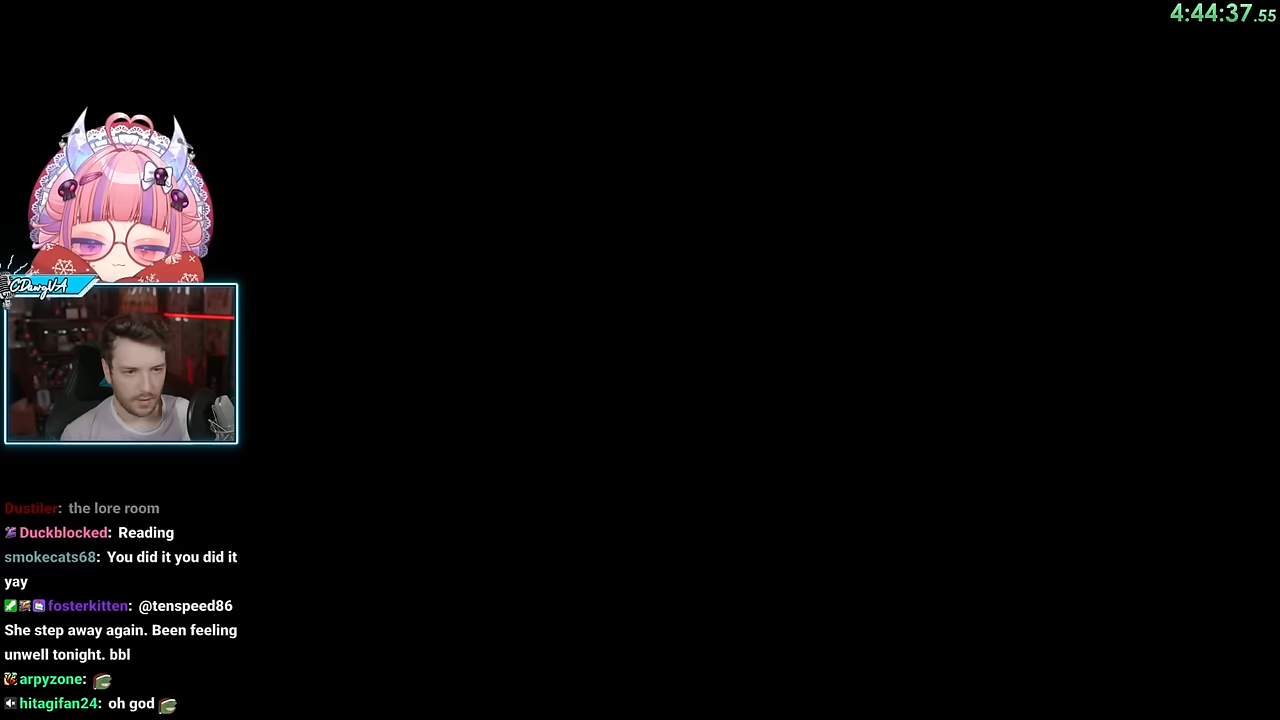 4:44:37.55
CDawgVA
Dustiler: the lore room
Duckblocked: Reading
smokecats68: You did it you did it
yay
fosterkitten: @tenspeed86
She step away again. Been feeling
unwell tonight. bbl
arpyzone:
hitagifan24: oh god